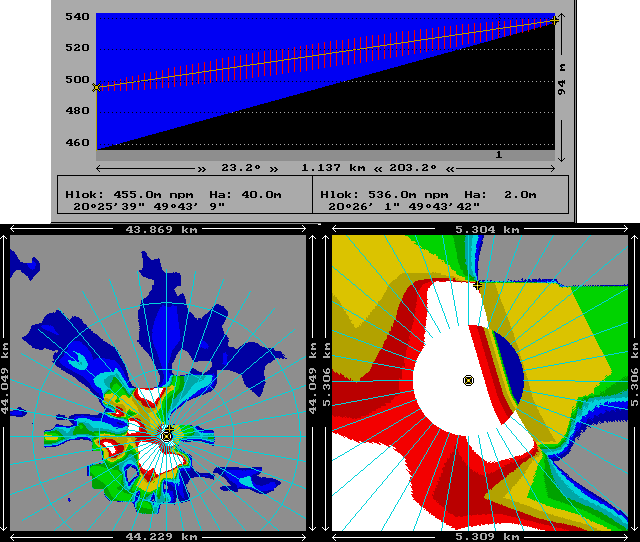 540
520
500
480
460
94 m
1
23.2° 1.137 km 203.2°
Hlok: 455.0m npm Ha: 40.0m
20°25'39" 49°43' 9"
Hlok: 536.0m npm Ha: 2.0m
20°26' 1" 49°43'42"
43.869 km
5.304 km
44.049 km
44.049 km
5.306 km
5.306 km
44.229 km
5.309 km